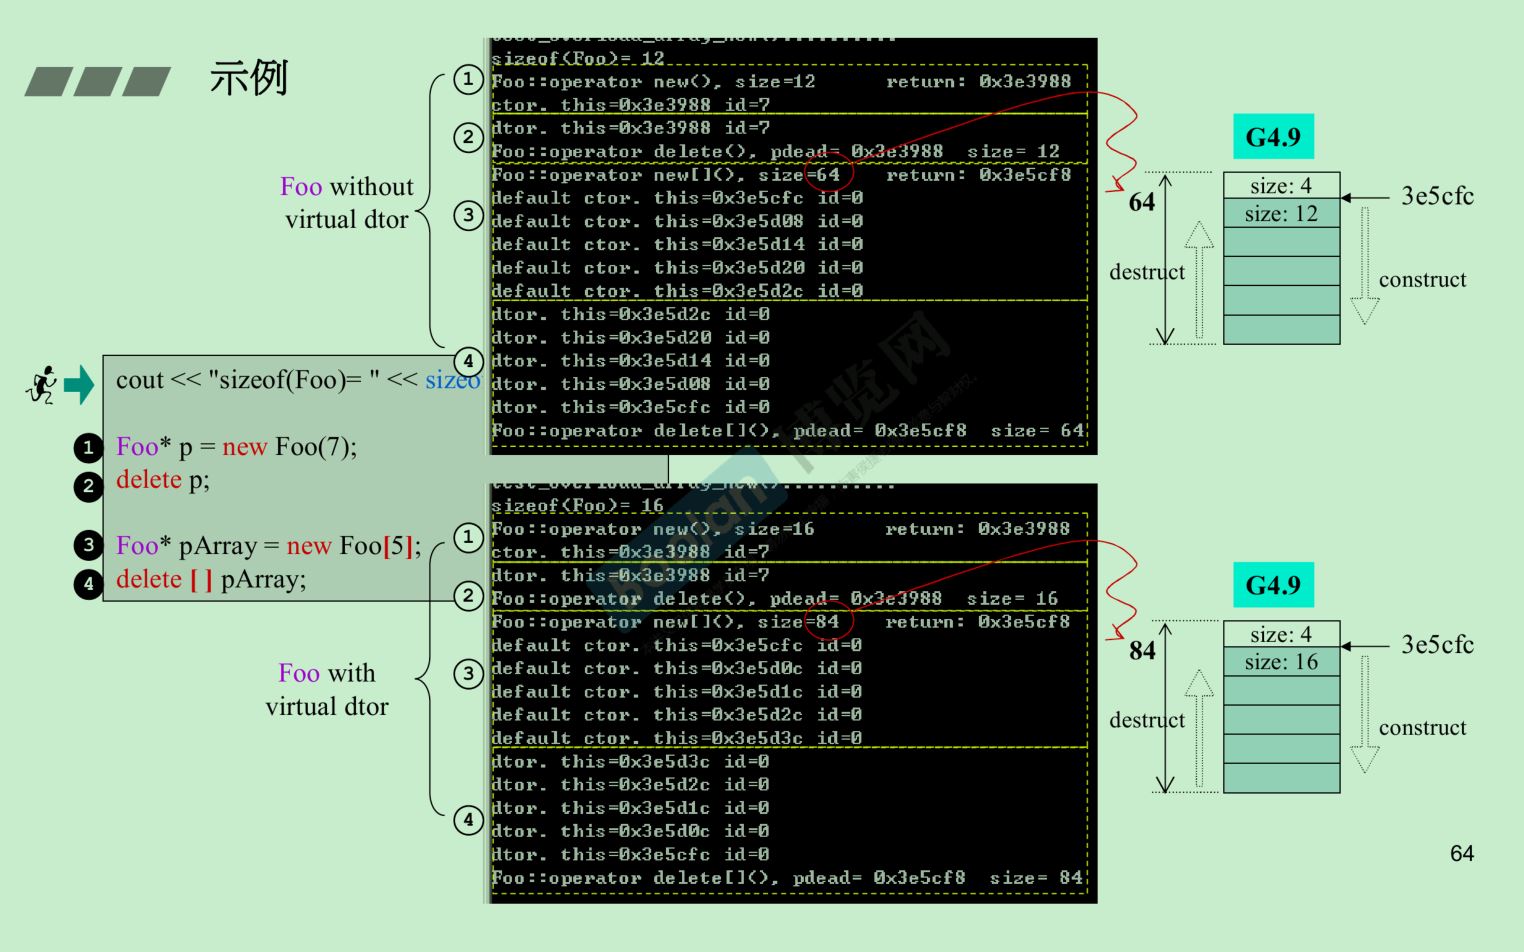 示例
Foo without
virtual dtor
cout << "sizeof(Foo)= " << sizeo
1 Foo* p = new Foo(7);
2 delete p;
3 Foo* pArray = new Foo[5];
4 delete [ ] pArray;
Foo with
virtual dtor
test_overload_array_new()..........
sizeof(Foo)= 12
1 Foo::operator new(), size=12 return: 0x3e3988
ctor. this=0x3e3988 id=7
2 dtor. this=0x3e3988 id=7
Foo::operator delete(), pdead= 0x3e3988 size= 12
Foo::operator new[](), size=64 return: 0x3e5cf8
3 default ctor. this=0x3e5cfc id=0
default ctor. this=0x3e5d08 id=0
default ctor. this=0x3e5d14 id=0
default ctor. this=0x3e5d20 id=0
default ctor. this=0x3e5d2c id=0
dtor. this=0x3e5d2c id=0
dtor. this=0x3e5d20 id=0
4 dtor. this=0x3e5d14 id=0
dtor. this=0x3e5d08 id=0
dtor. this=0x3e5cfc id=0
Foo::operator delete[](), pdead= 0x3e5cf8 size= 64
G4.9
size: 4
3e5cfc
64
size: 12
destruct
construct
test_overload_array_new()..........
sizeof(Foo)= 16
1 Foo::operator new(), size=16 return: 0x3e3988
ctor. this=0x3e3988 id=7
dtor. this=0x3e3988 id=7
2 Foo::operator delete(), pdead= 0x3e3988 size= 16
Foo::operator new[](), size=84 return: 0x3e5cf8
default ctor. this=0x3e5cfc id=0
3 default ctor. this=0x3e5d0c id=0
default ctor. this=0x3e5d1c id=0
default ctor. this=0x3e5d2c id=0
default ctor. this=0x3e5d3c id=0
dtor. this=0x3e5d3c id=0
dtor. this=0x3e5d2c id=0
4 dtor. this=0x3e5d1c id=0
dtor. this=0x3e5d0c id=0
dtor. this=0x3e5cfc id=0
Foo::operator delete[](), pdead= 0x3e5cf8 size= 84
G4.9
size: 4
3e5cfc
84
size: 16
destruct
construct
boolan 博览网
64